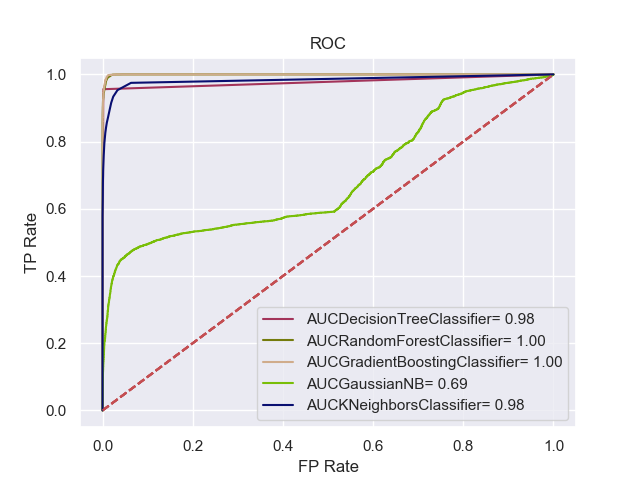 ROC
TP Rate
1.0
0.8
0.6
0.4
0.2
0.0
AUCDecisionTreeClassifier= 0.98
AUCRandomForestClassifier= 1.00
AUCGradientBoostingClassifier= 1.00
AUCGaussianNB= 0.69
AUCKNeighborsClassifier= 0.98
0.0 0.2 0.4 0.6 0.8 1.0
FP Rate